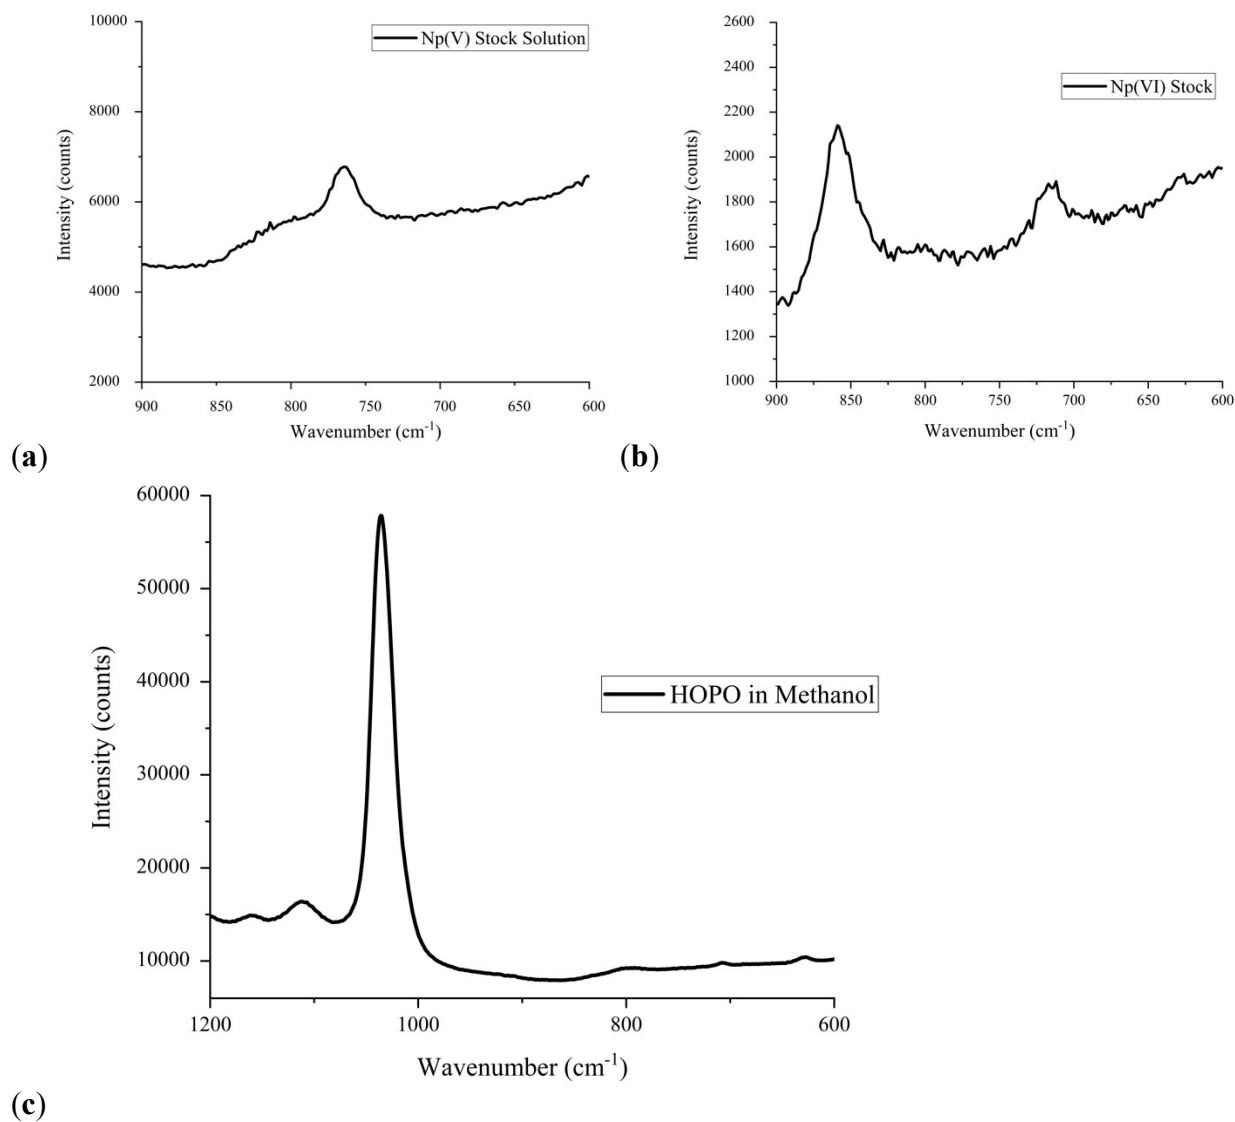 10000
8000
6000
4000
2000
Intensity (counts)
Np(V) Stock Solution
900 850 800 750 700 650 600
Wavenumber (cm-1)
(a)
2600
2400
2200
2000
1800
1600
1400
1200
1000
Intensity (counts)
Np(VI) Stock
900 850 800 750 700 650 600
Wavenumber (cm-1)
(b)
60000
50000
40000
30000
20000
10000
Intensity (counts)
HOPO in Methanol
1200 1000 800 600
Wavenumber (cm-1)
(c)